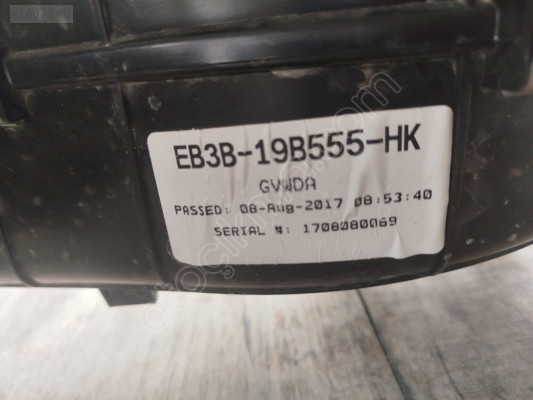 EB3B-19B555-HK
GVWDA
PASSED: 08-Aug-2017 08:53:40
SERIAL #: 1708080069